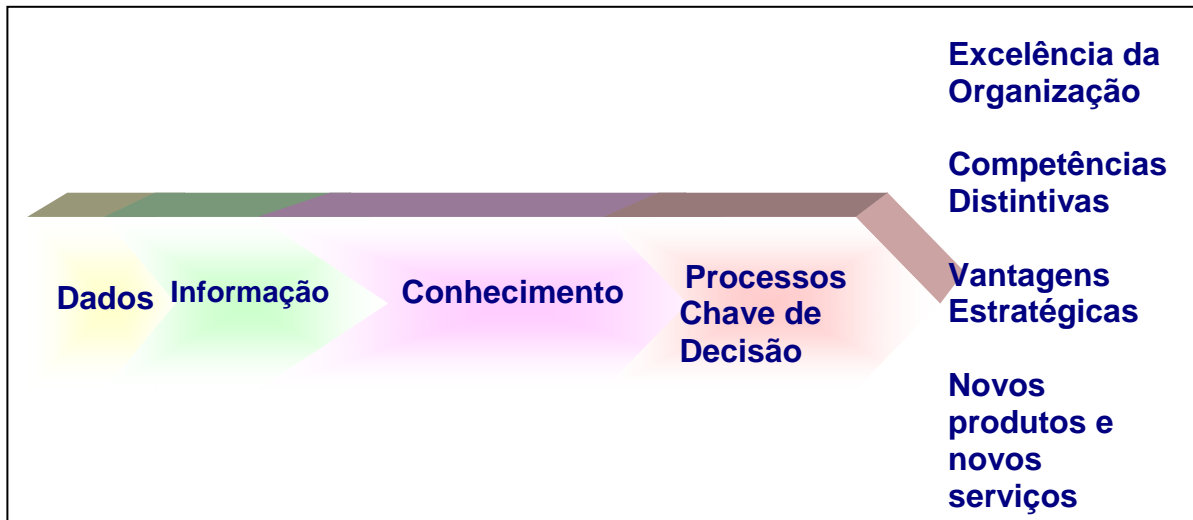 Dados
Informação
Conhecimento
Processos
Chave de
Decisão
Excelência da
Organização
Competências
Distintivas
Vantagens
Estratégicas
Novos
produtos e
novos
serviços